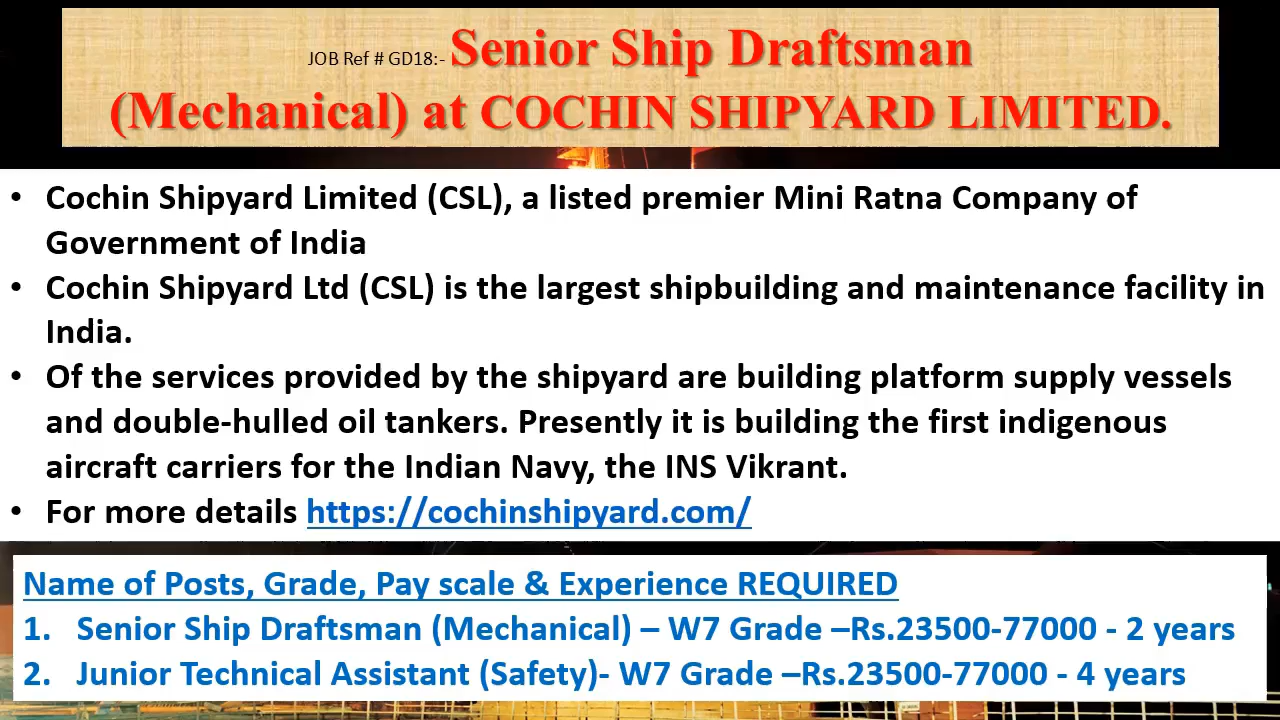 JOB Ref # GD18:- Senior Ship Draftsman
(Mechanical) at COCHIN SHIPYARD LIMITED.
• Cochin Shipyard Limited (CSL), a listed premier Mini Ratna Company of
Government of India
• Cochin Shipyard Ltd (CSL) is the largest shipbuilding and maintenance facility in
India.
• Of the services provided by the shipyard are building platform supply vessels
and double-hulled oil tankers. Presently it is building the first indigenous
aircraft carriers for the Indian Navy, the INS Vikrant.
• For more details https://cochinshipyard.com/
Name of Posts, Grade, Pay scale & Experience REQUIRED
1. Senior Ship Draftsman (Mechanical) – W7 Grade –Rs.23500-77000 - 2 years
2. Junior Technical Assistant (Safety)- W7 Grade –Rs.23500-77000 - 4 years